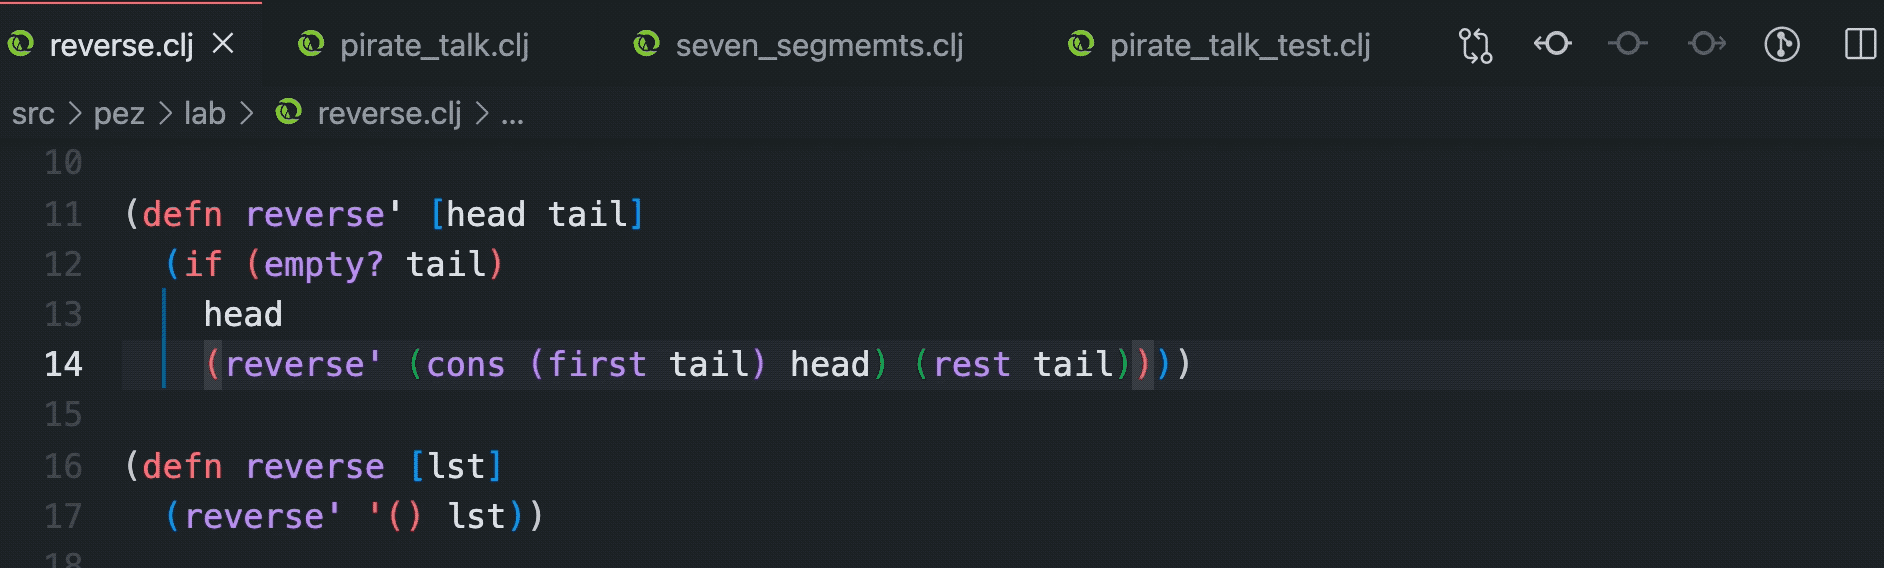 reverse.clj pirate_talk.clj seven_segmemts.clj pirate_talk_test.clj
src > pez > lab > reverse.clj > ...
10
11 (defn reverse' [head tail]
12   (if (empty? tail)
13     head
14     (reverse' (cons (first tail) head) (rest tail))))
15
16 (defn reverse [lst]
17   (reverse' '() lst))
18